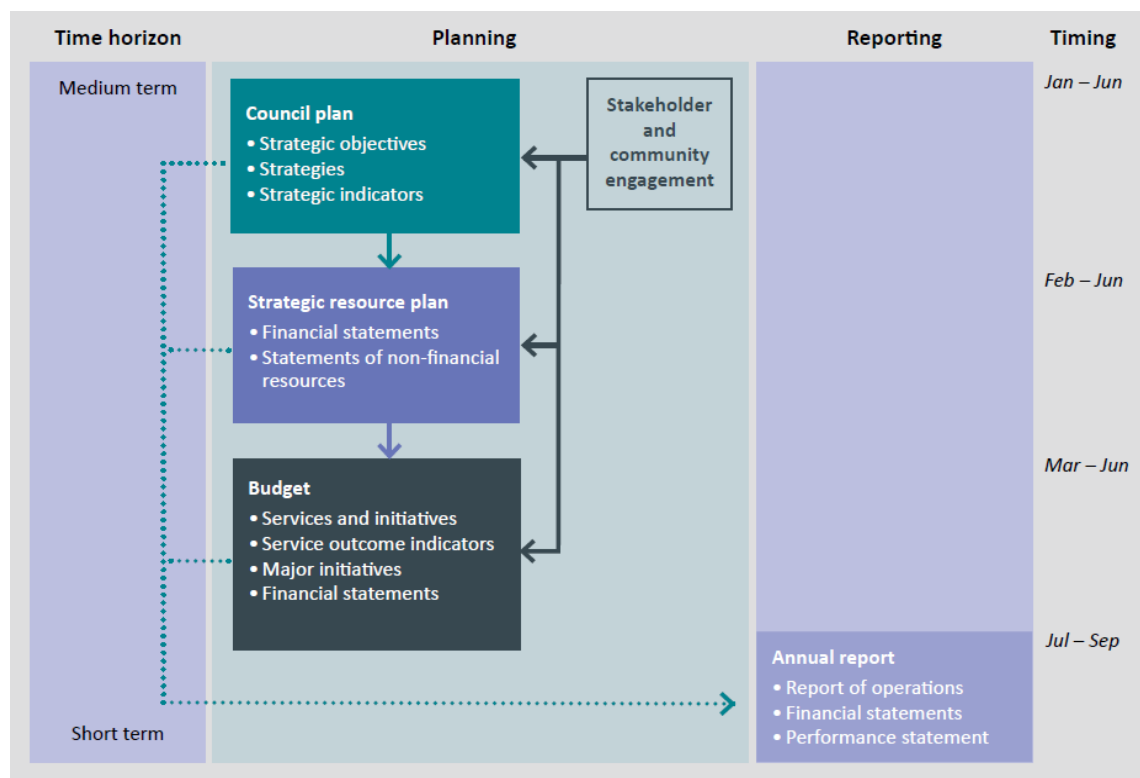 Time horizon
Planning
Reporting
Timing
Medium term
Council plan
• Strategic objectives
• Strategies
• Strategic indicators
Stakeholder
and
community
engagement
Jan – Jun
Strategic resource plan
• Financial statements
• Statements of non-financial
resources
Feb – Jun
Budget
• Services and initiatives
• Service outcome indicators
• Major initiatives
• Financial statements
Mar – Jun
Annual report
• Report of operations
• Financial statements
• Performance statement
Jul – Sep
Short term